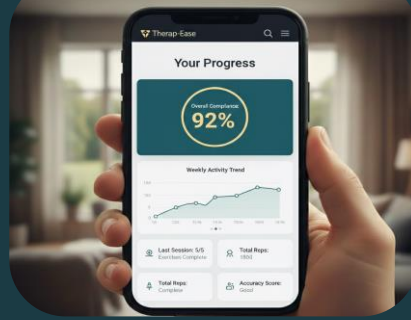 Therap-Ease
Your Progress
Overall Compliance:
92%
Weekly Activity Trend
Last Session: 5/5
Exercises Complete
Total Reps:
Total Reps:
Complete
Accuracy Score:
Good